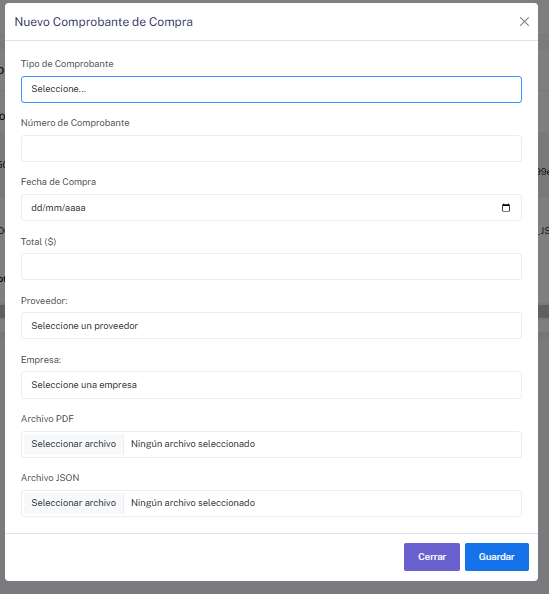 Nuevo Comprobante de Compra
Tipo de Comprobante
Seleccione...
Número de Comprobante
Fecha de Compra
dd/mm/aaaa
Total ($)
Proveedor:
Seleccione un proveedor
Empresa:
Seleccione una empresa
Archivo PDF
Seleccionar archivo Ningún archivo seleccionado
Archivo JSON
Seleccionar archivo Ningún archivo seleccionado
Cerrar Guardar